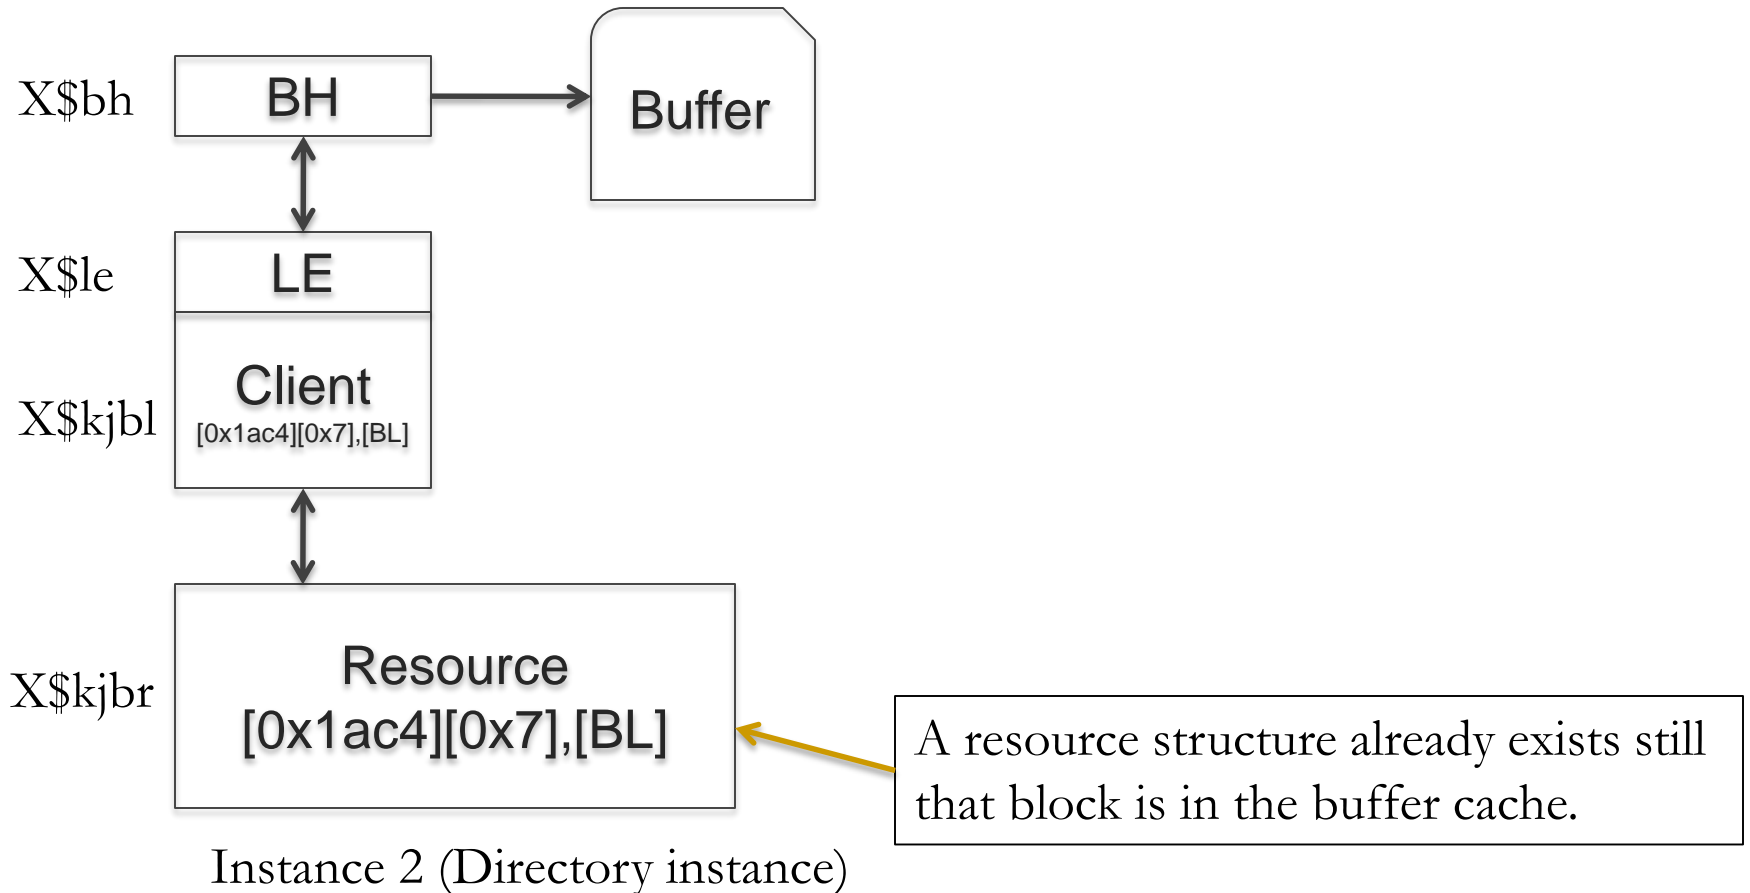 X$bh
BH
Buffer
X$le
LE
Client
X$kjbl
[0x1ac4][0x7],[BL]
X$kjbr
Resource
[0x1ac4][0x7],[BL]
A resource structure already exists still
that block is in the buffer cache.
Instance 2 (Directory instance)